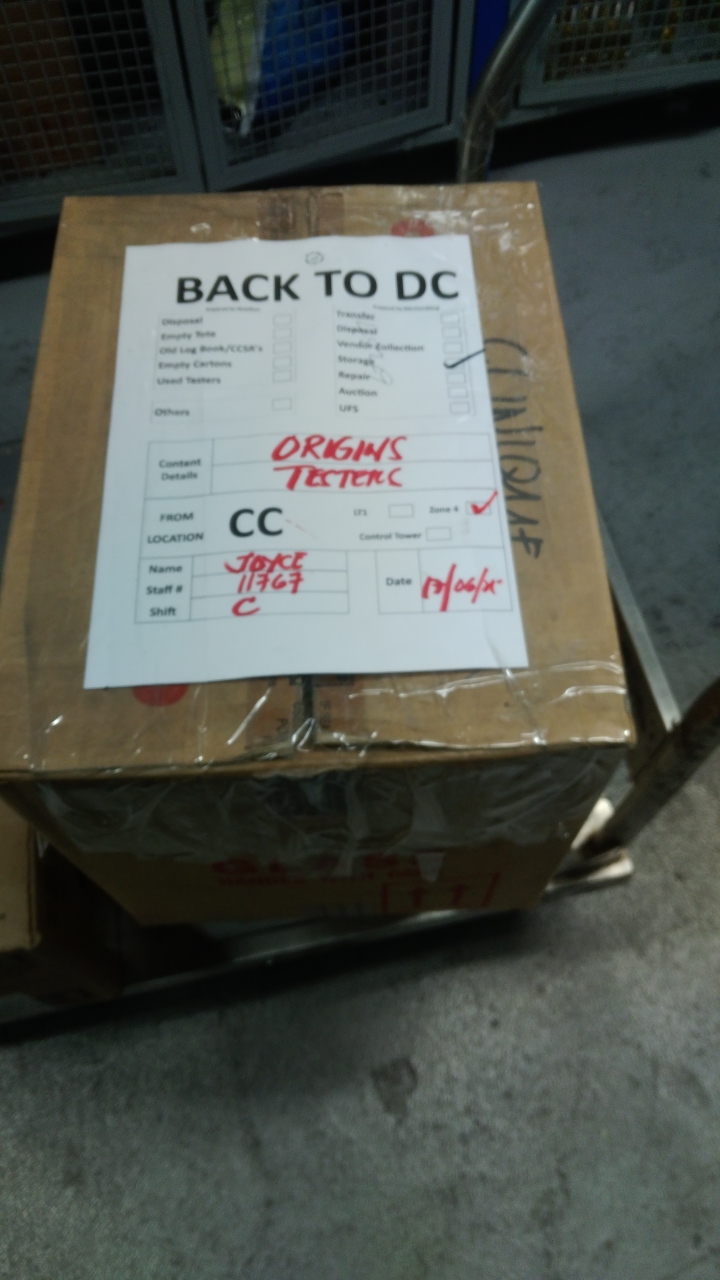 BACK TO DC
Disposal
Empty Tote
Old Log Book/CCSR's
Empty Cartons
Used Testers
Others
Transfer
Disposal
Vendor Collection
Storage
Repair
Auction
UFS
Content Details
ORIGINS
TESTERS
FROM LOCATION
CC
LT1
Zone 4
Control Tower
Name JOYCE
Staff # 11767
Shift C
Date
CLINIQUE